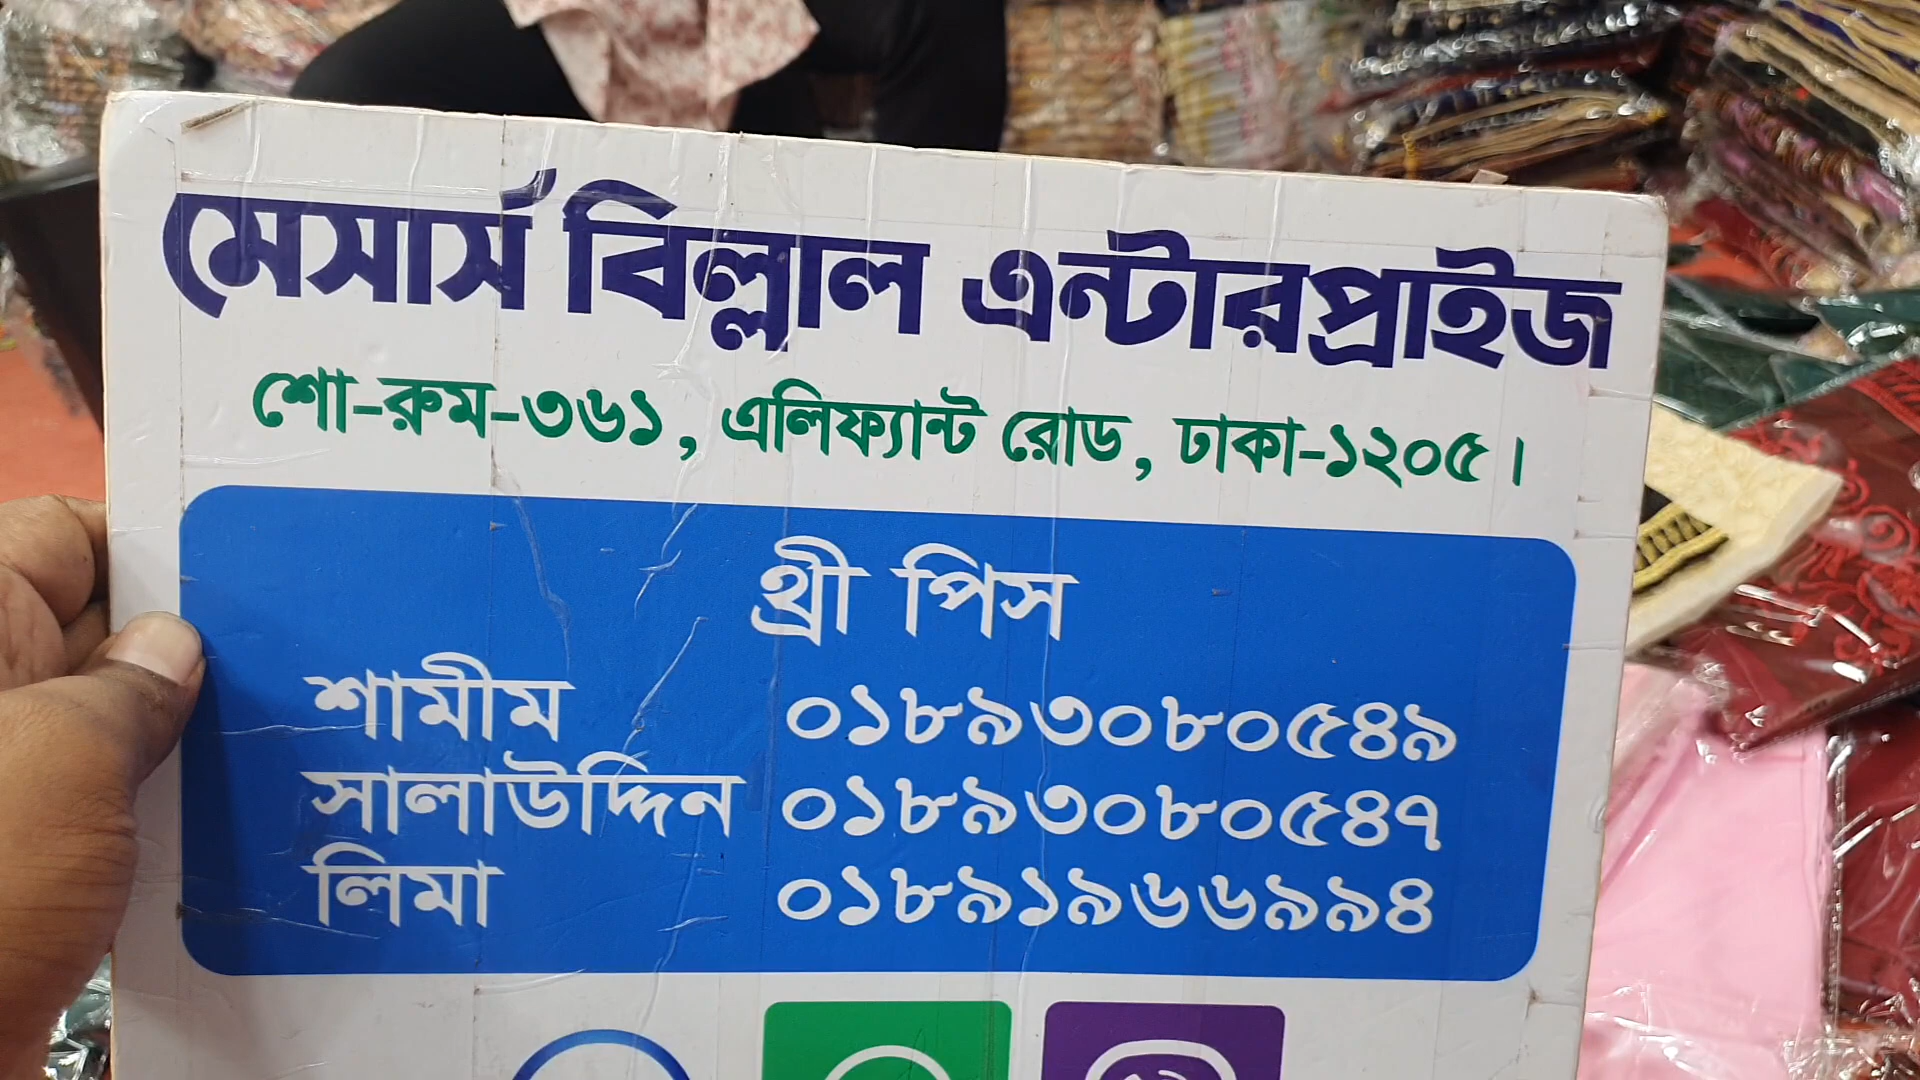 মেসার্স বিল্লাল এন্টারপ্রাইজ
শো-রুম-৩৬১, এলিফ্যান্ট রোড, ঢাকা-১২০৫।
থ্রী পিস
শামীম ০১৮৯৩০৮০৫৪৯
সালাউদ্দিন ০১৮৯৩০৮০৫৪৭
লিমা ০১৮৯১৯৬৬৯৯৪